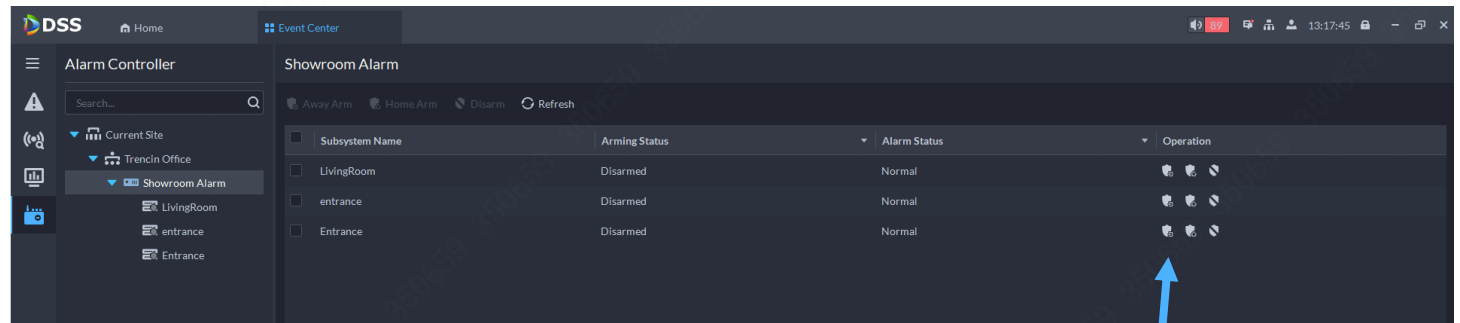 DSS Home Event Center 89 13:17:45
Alarm Controller Showroom Alarm
Search... Away Arm Home Arm Disarm Refresh
Current Site Subsystem Name Arming Status Alarm Status Operation
Trencin Office
LivingRoom Disarmed Normal
Showroom Alarm
entrance Disarmed Normal
LivingRoom
entrance
Entrance Disarmed Normal
Entrance